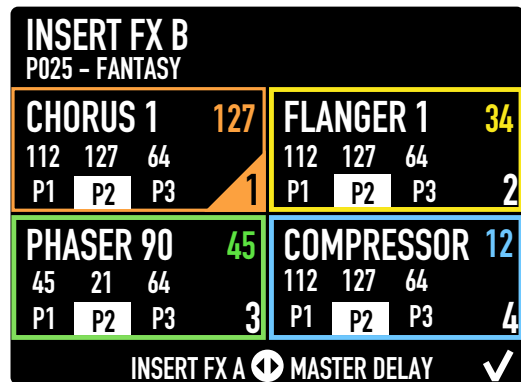 INSERT FX B
P025 – FANTASY
CHORUS 1 127
112 127 64
P1 P2 P3 1
FLANGER 1 34
112 127 64
P1 P2 P3 2
PHASER 90 45
45 21 64
P1 P2 P3 3
COMPRESSOR 12
112 127 64
P1 P2 P3 4
INSERT FX A MASTER DELAY